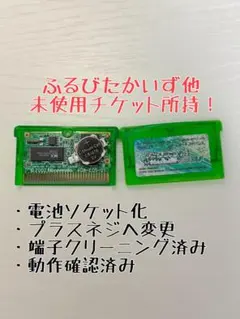 ふるびたかいず他
未使用チケット所持！
・電池ソケット化
・プラスネジへ変更
・端子クリーニング済み
・動作確認済み